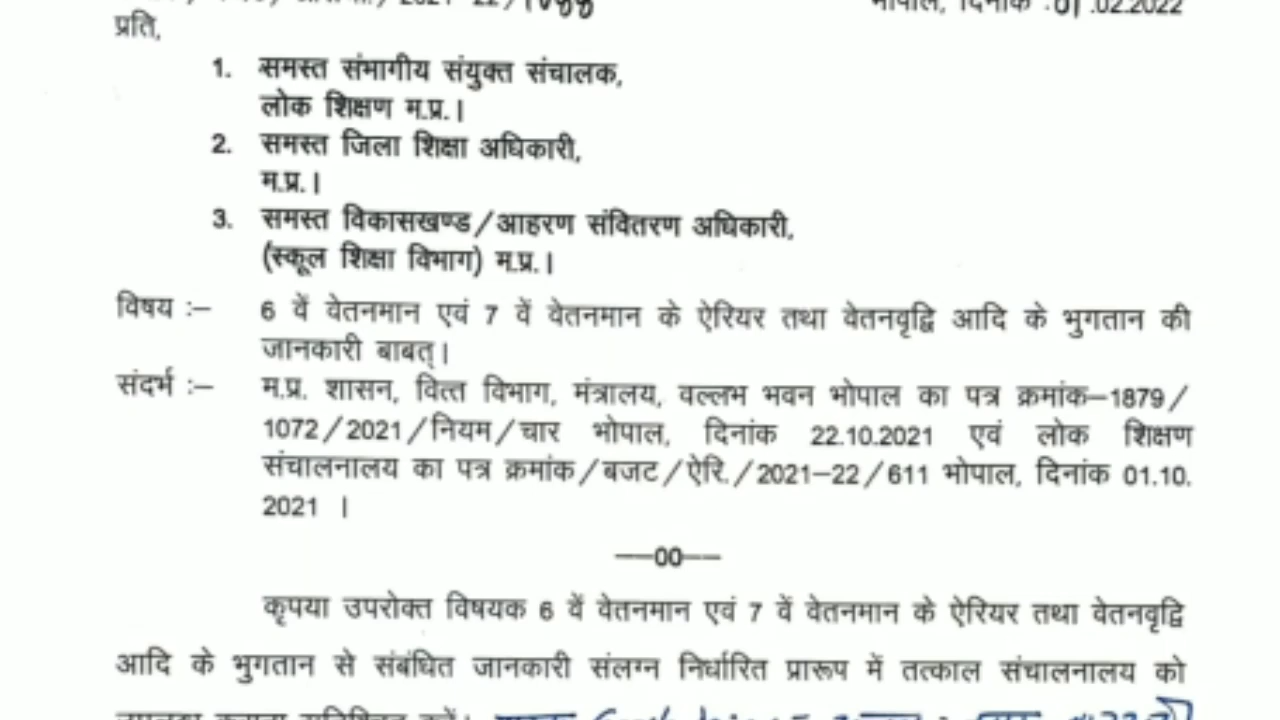 भोपाल, दिनांक :01.02.2022
प्रति,
1. समस्त संभागीय संयुक्त संचालक,
लोक शिक्षण म.प्र.।
2. समस्त जिला शिक्षा अधिकारी,
म.प्र.।
3. समस्त विकासखण्ड/आहरण संवितरण अधिकारी,
(स्कूल शिक्षा विभाग) म.प्र.।
विषय :– 6 वें वेतनमान एवं 7 वें वेतनमान के ऐरियर तथा वेतनवृद्वि आदि के भुगतान की
जानकारी बाबत्।
संदर्भ :– म.प्र. शासन, वित्त विभाग, मंत्रालय, वल्लभ भवन भोपाल का पत्र क्रमांक–1879/
1072/2021/नियम/चार भोपाल, दिनांक 22.10.2021 एवं लोक शिक्षण
संचालनालय का पत्र क्रमांक/बजट/ऐरि./2021–22/611 भोपाल, दिनांक 01.10.
2021 ।
—00—
कृपया उपरोक्त विषयक 6 वें वेतनमान एवं 7 वें वेतनमान के ऐरियर तथा वेतनवृद्वि
आदि के भुगतान से संबंधित जानकारी संलग्न निर्धारित प्रारूप में तत्काल संचालनालय को